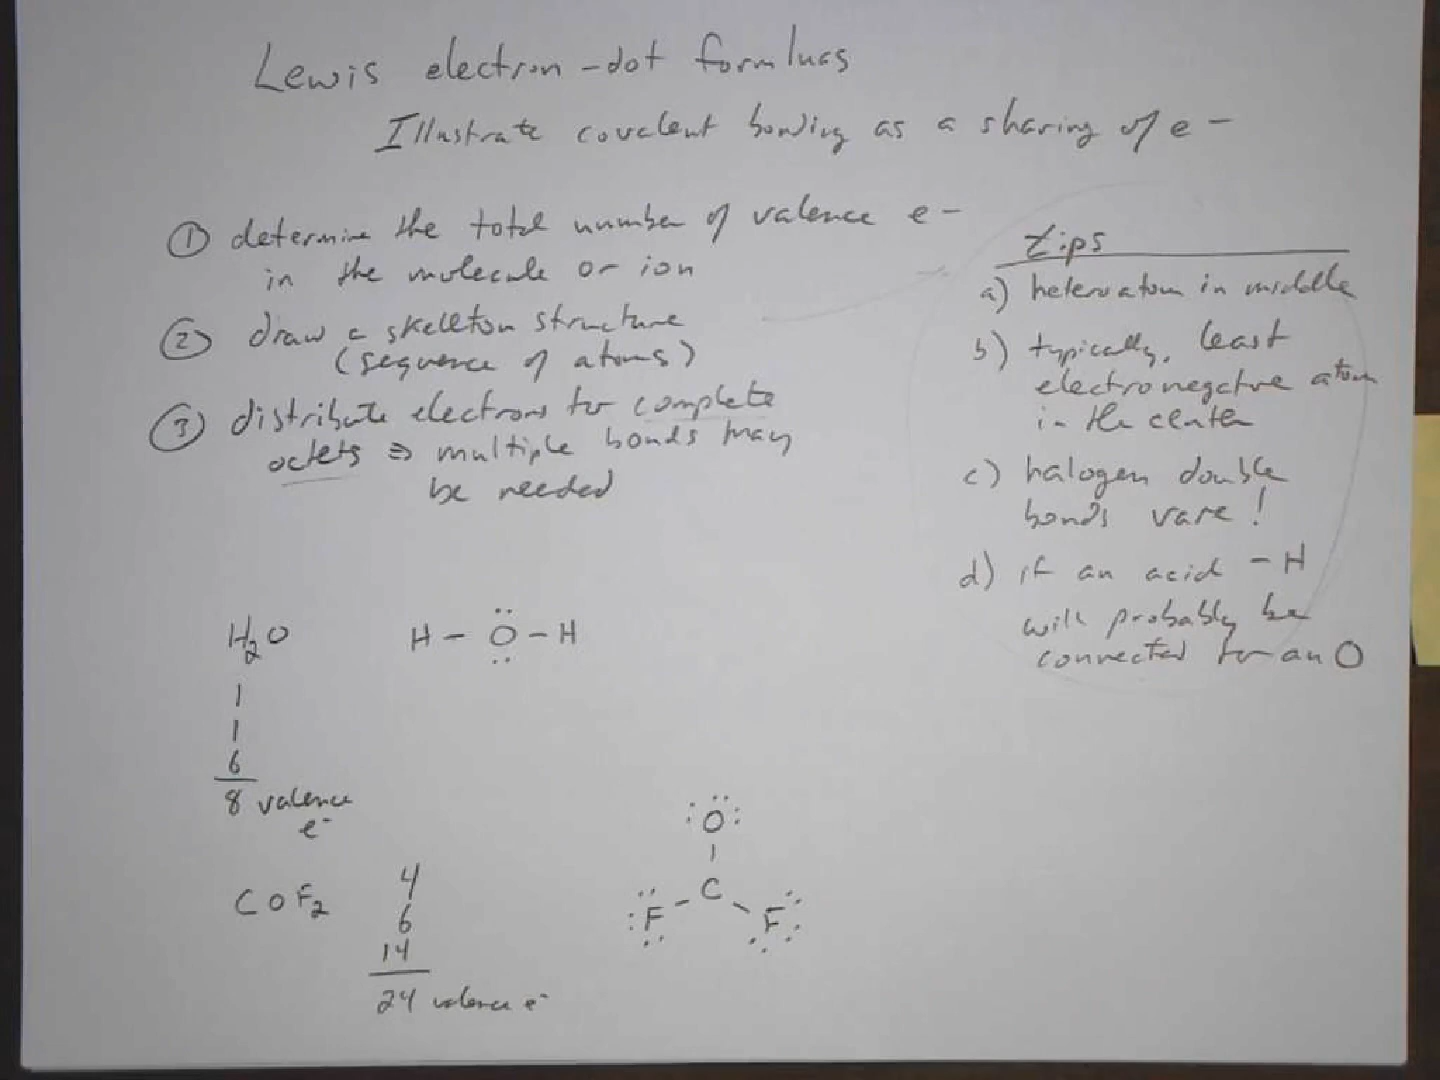 Lewis electron-dot formluas
Illustrate covalent bonding as a sharing of e-
① determine the total number of valence e-
in the molecule or ion
② draw a skeleton structure
(sequence of atoms)
③ distribute electrons for complete
octets ⇒ multiple bonds may
be needed
tips
a) heteroatom in middle
b) typically, least
electronegative atom
in the center
c) halogen double
bonds rare!
d) if an acid - H
will probably be
connected to an O
H2O
H - O - H
1
1
6
8 valence
e-
COF2
4
6
14
24 valence e-
O
C
F F